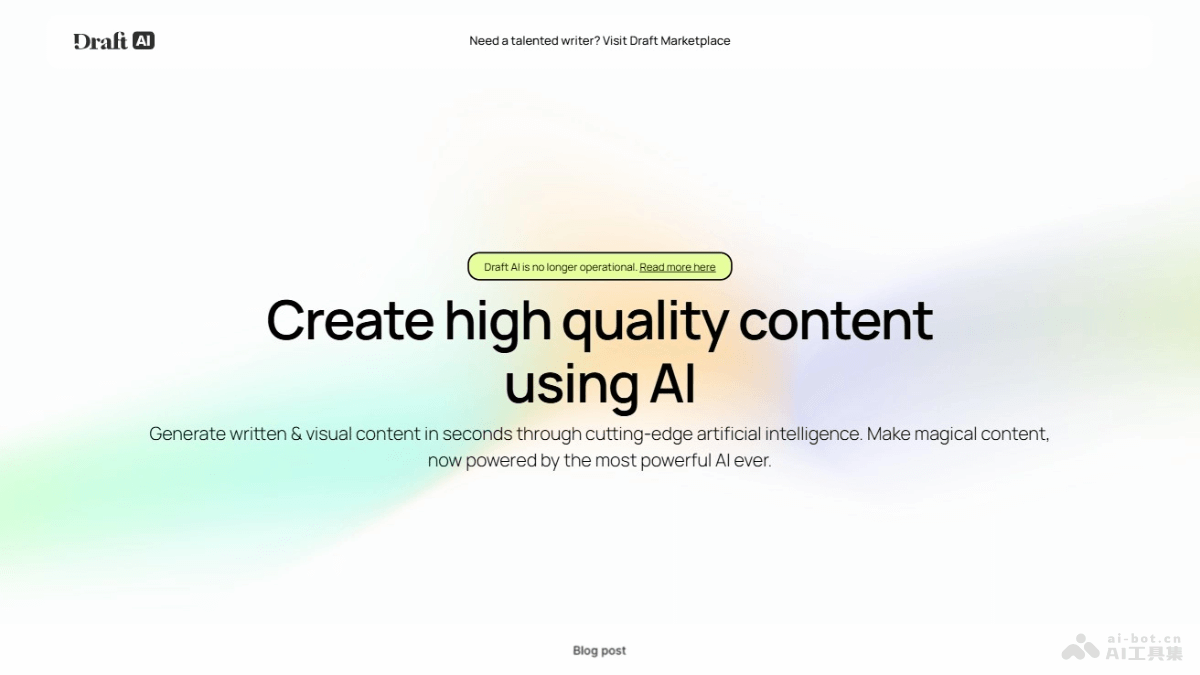 Draft AI
Need a talented writer? Visit Draft Marketplace
Draft AI is no longer operational. Read more here
Create high quality content
using AI
Generate written & visual content in seconds through cutting-edge artificial intelligence. Make magical content,
now powered by the most powerful AI ever.
Blog post
ai-bot.cn
AI工具集